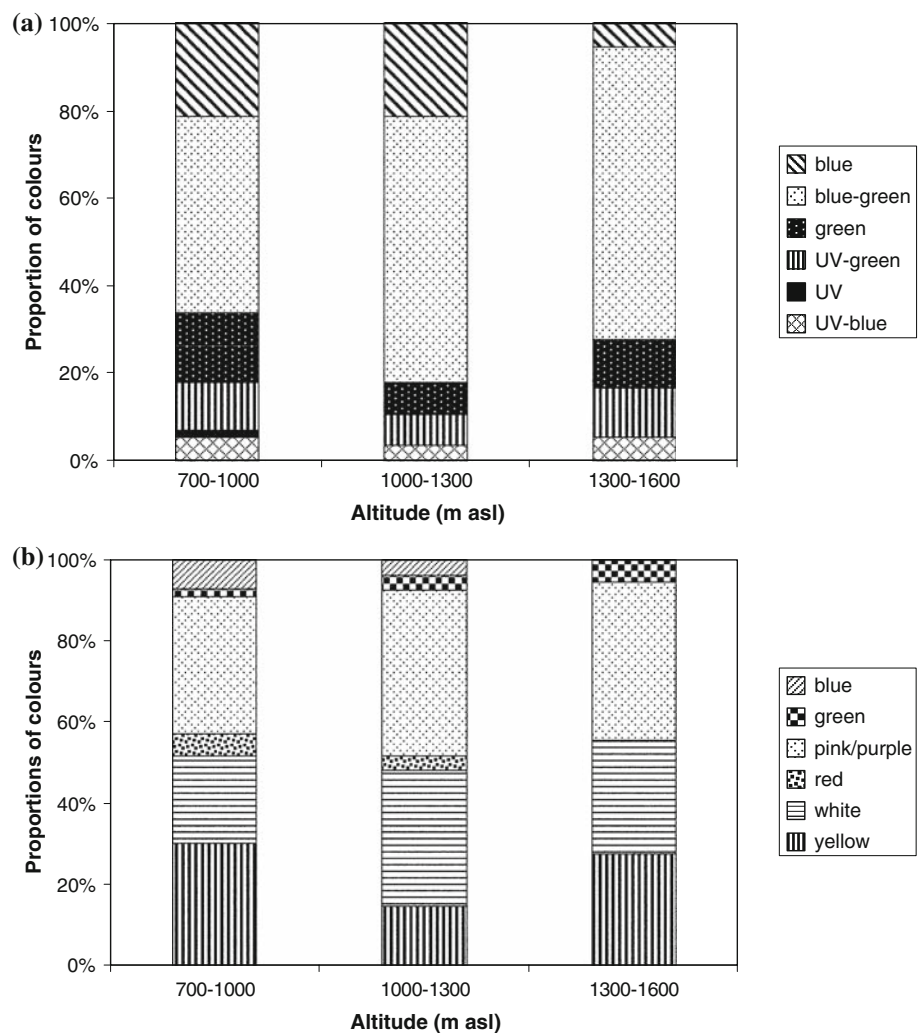 (a)
100%
80%
60%
40%
20%
0%
Proportion of colours
700-1000 1000-1300 1300-1600
Altitude (m asl)
blue
blue-green
green
UV-green
UV
UV-blue
(b)
100%
80%
60%
40%
20%
0%
Proportions of colours
700-1000 1000-1300 1300-1600
Altitude (m asl)
blue
green
pink/purple
red
white
yellow